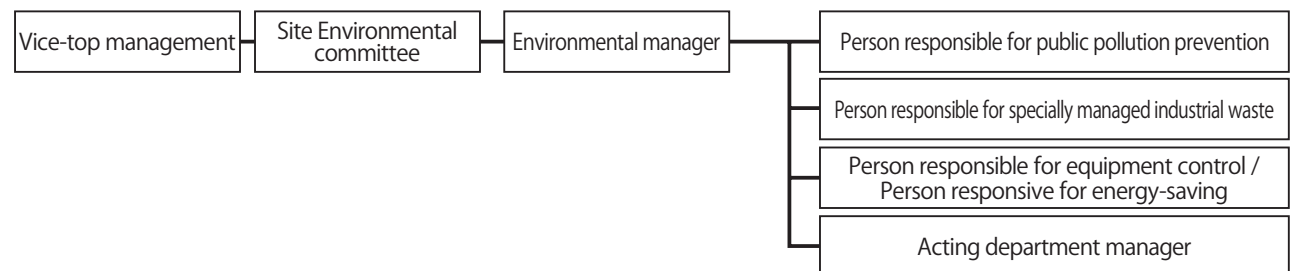 Vice-top management
Site Environmental
committee
Environmental manager
Person responsible for public pollution prevention
Person responsible for specially managed industrial waste
Person responsible for equipment control /
Person responsive for energy-saving
Acting department manager